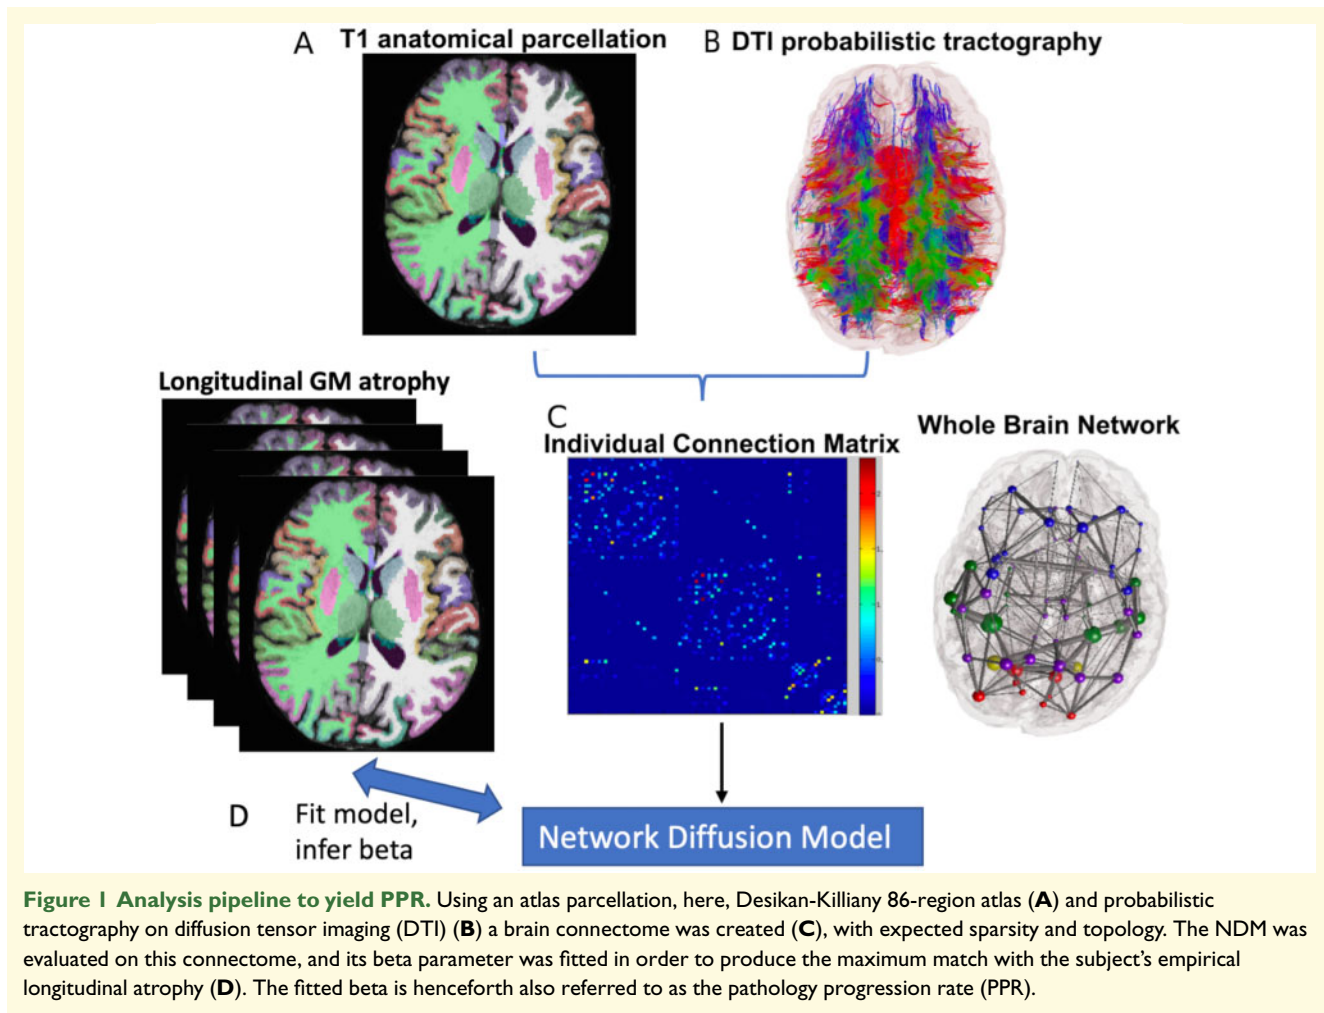 A T1 anatomical parcellation
B DTI probabilistic tractography
Longitudinal GM atrophy
C
Individual Connection Matrix
Whole Brain Network
D Fit model,
infer beta
Network Diffusion Model
Figure 1 Analysis pipeline to yield PPR. Using an atlas parcellation, here, Desikan-Killiany 86-region atlas (A) and probabilistic
tractography on diffusion tensor imaging (DTI) (B) a brain connectome was created (C), with expected sparsity and topology. The NDM was
evaluated on this connectome, and its beta parameter was fitted in order to produce the maximum match with the subject's empirical
longitudinal atrophy (D). The fitted beta is henceforth also referred to as the pathology progression rate (PPR).